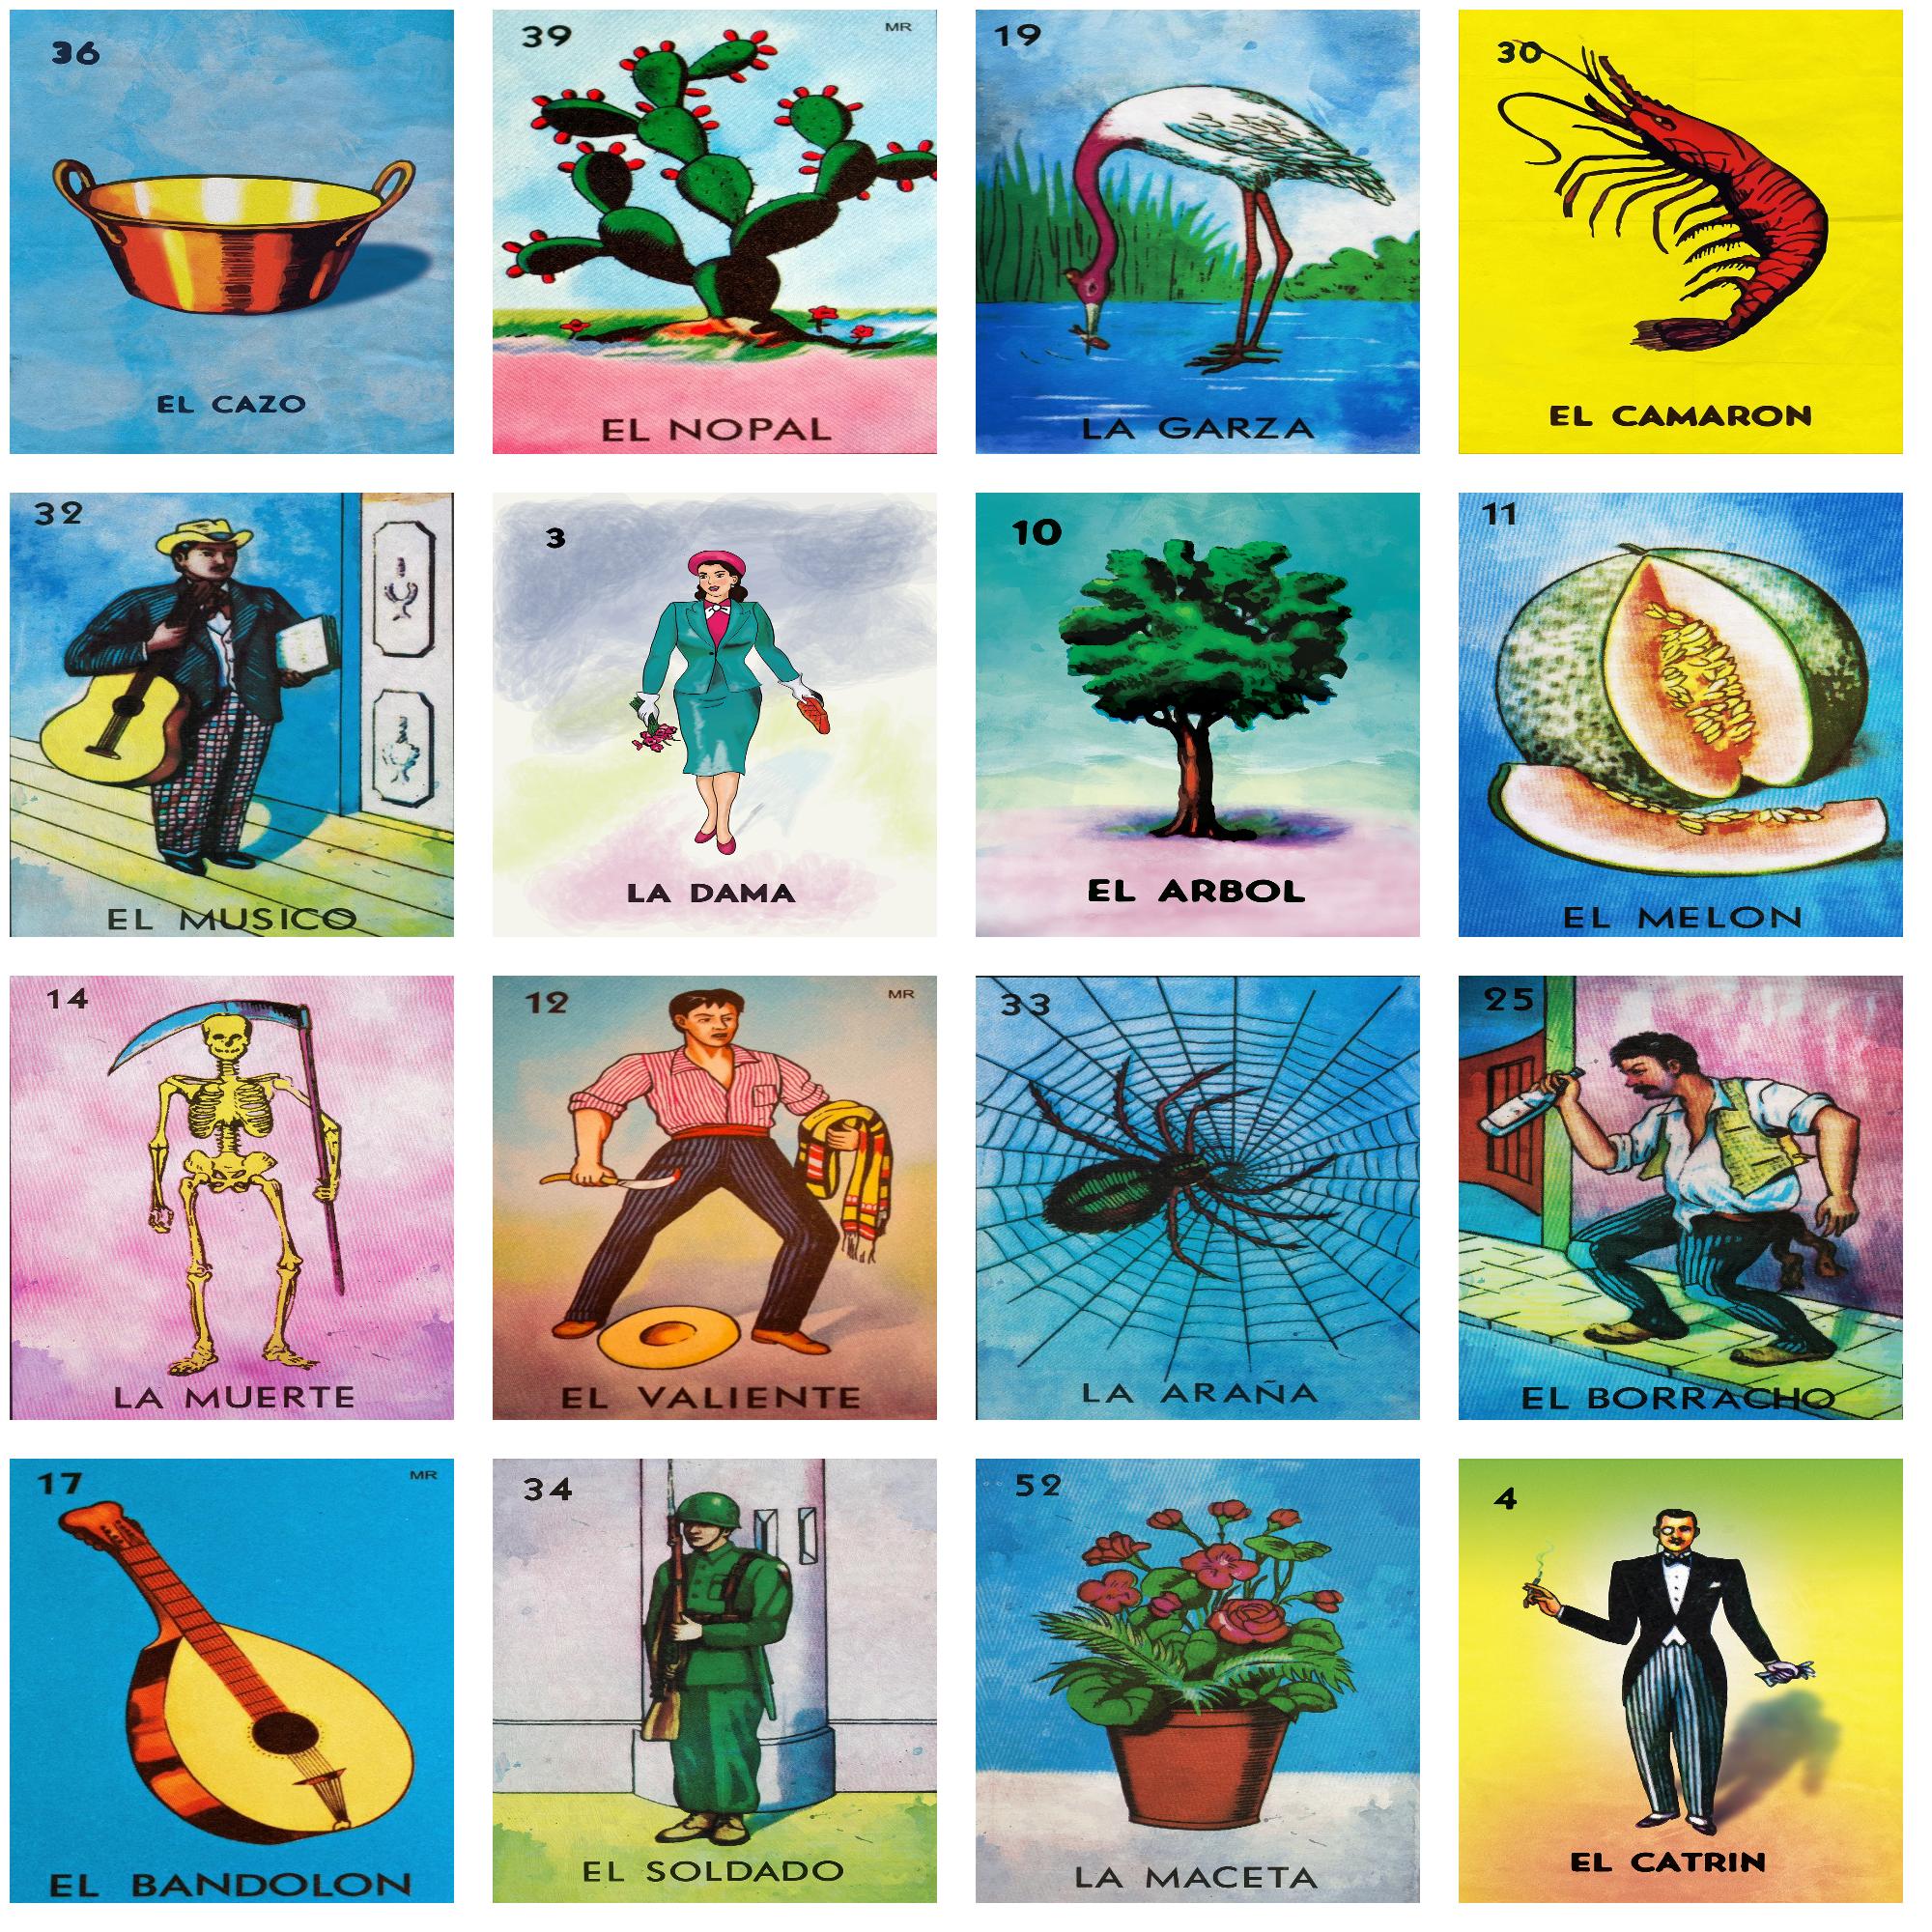 36
EL CAZO
39 MR
EL NOPAL
19
LA GARZA
30
EL CAMARON
32
EL MUSICO
3
LA DAMA
10
EL ARBOL
11
EL MELON
14
LA MUERTE
12 MR
EL VALIENTE
33
LA ARAÑA
25
EL BORRACHO
17 MR
EL BANDOLON
34
EL SOLDADO
52
LA MACETA
4
EL CATRIN